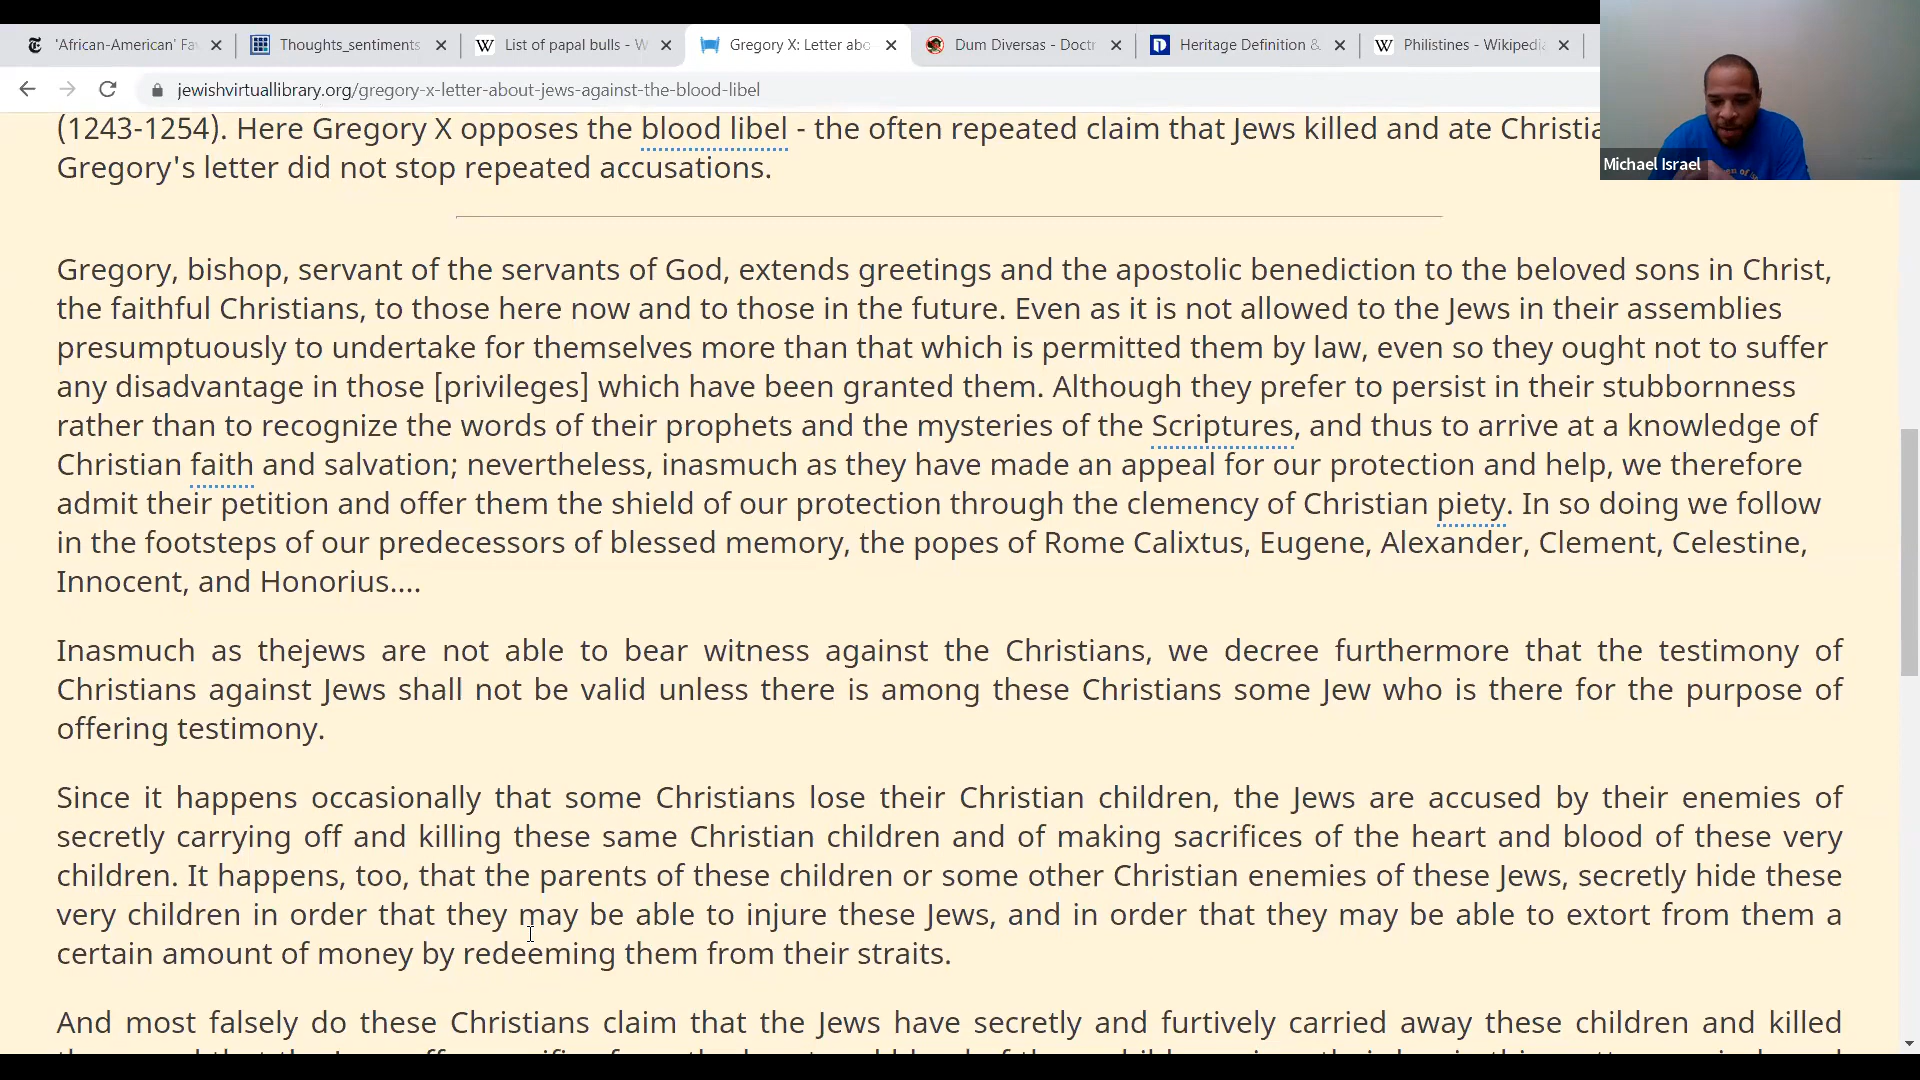 'African-American' Fa
Thoughts_sentiments
List of papal bulls - W
Gregory X: Letter abo
Dum Diversas - Doctr
Heritage Definition &
Philistines - Wikipedi
jewishvirtuallibrary.org/gregory-x-letter-about-jews-against-the-blood-libel
(1243-1254). Here Gregory X opposes the blood libel - the often repeated claim that Jews killed and ate Christia
Gregory's letter did not stop repeated accusations.
Michael Israel
Gregory, bishop, servant of the servants of God, extends greetings and the apostolic benediction to the beloved sons in Christ,
the faithful Christians, to those here now and to those in the future. Even as it is not allowed to the Jews in their assemblies
presumptuously to undertake for themselves more than that which is permitted them by law, even so they ought not to suffer
any disadvantage in those [privileges] which have been granted them. Although they prefer to persist in their stubbornness
rather than to recognize the words of their prophets and the mysteries of the Scriptures, and thus to arrive at a knowledge of
Christian faith and salvation; nevertheless, inasmuch as they have made an appeal for our protection and help, we therefore
admit their petition and offer them the shield of our protection through the clemency of Christian piety. In so doing we follow
in the footsteps of our predecessors of blessed memory, the popes of Rome Calixtus, Eugene, Alexander, Clement, Celestine,
Innocent, and Honorius....
Inasmuch as thejews are not able to bear witness against the Christians, we decree furthermore that the testimony of
Christians against Jews shall not be valid unless there is among these Christians some Jew who is there for the purpose of
offering testimony.
Since it happens occasionally that some Christians lose their Christian children, the Jews are accused by their enemies of
secretly carrying off and killing these same Christian children and of making sacrifices of the heart and blood of these very
children. It happens, too, that the parents of these children or some other Christian enemies of these Jews, secretly hide these
very children in order that they may be able to injure these Jews, and in order that they may be able to extort from them a
certain amount of money by redeeming them from their straits.
And most falsely do these Christians claim that the Jews have secretly and furtively carried away these children and killed